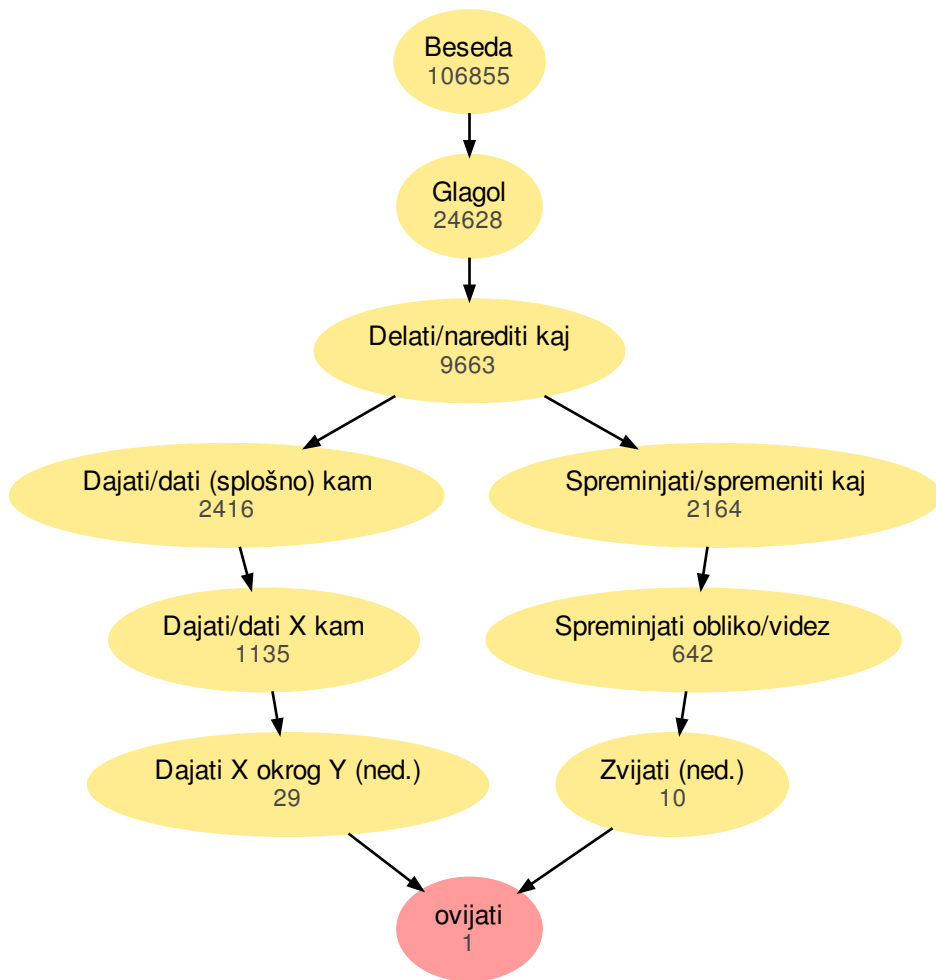 Beseda
106855
Glagol
24628
Delati/narediti kaj
9663
Dajati/dati (splošno) kam
2416
Spreminjati/spremeniti kaj
2164
Dajati/dati X kam
1135
Spreminjati obliko/videz
642
Dajati X okrog Y (ned.)
29
Zvijati (ned.)
10
ovijati
1